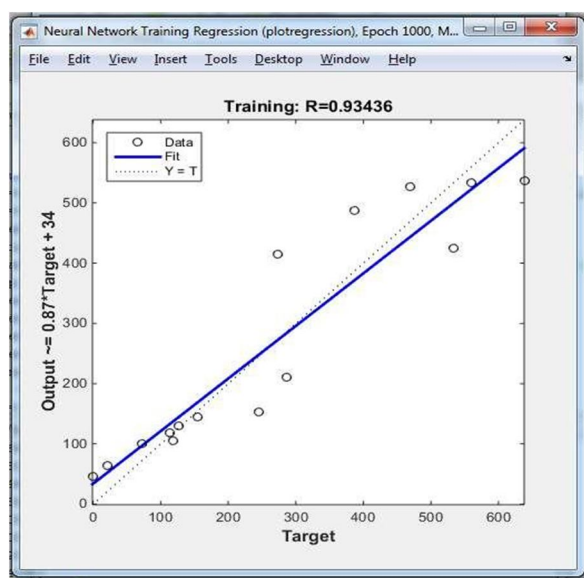 Neural Network Training Regression (plotregression), Epoch 1000, M...
File Edit View Insert Tools Desktop Window Help
Training: R=0.93436
Data
Fit
Y = T
Output ~= 0.87*Target + 34
600
500
400
300
200
100
0
0 100 200 300 400 500 600
Target